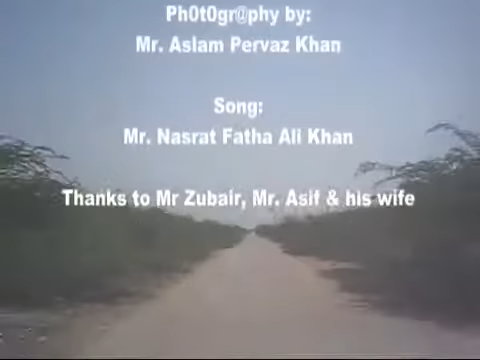 Ph0t0gr@phy by:
Mr. Aslam Pervaz Khan
Song:
Mr. Nasrat Fatha Ali Khan
Thanks to Mr Zubair, Mr. Asif & his wife